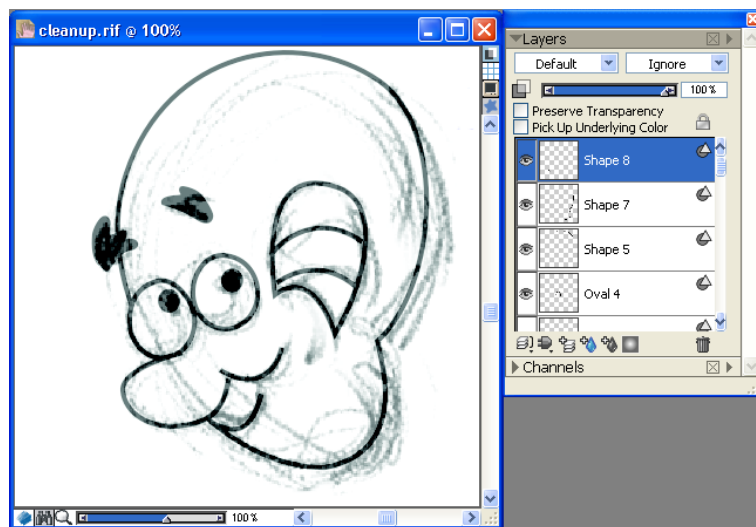 cleanup.rif @ 100%
Layers
Default Ignore
100%
Preserve Transparency
Pick Up Underlying Color
Shape 8
Shape 7
Shape 5
Oval 4
Channels
100%